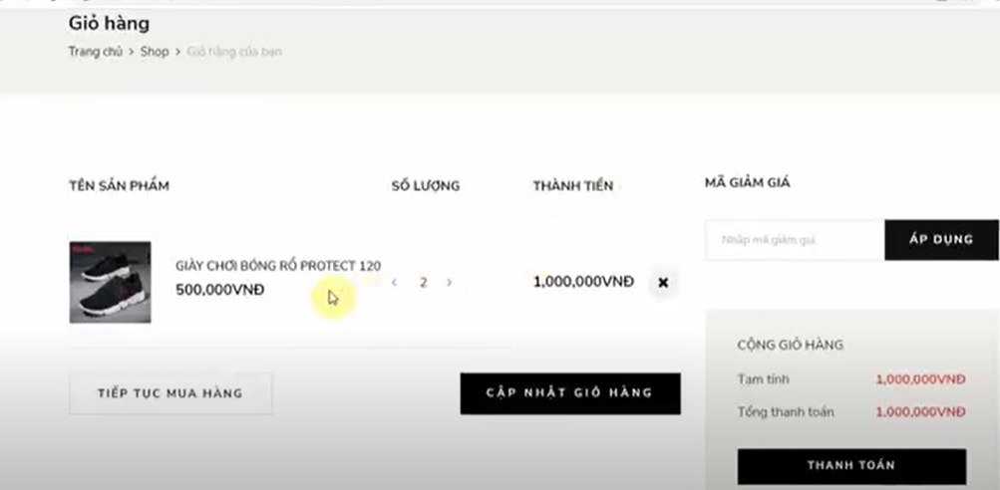 Giỏ hàng
Trang chủ > Shop > Giỏ hàng của bạn
TÊN SẢN PHẨM
SỐ LƯỢNG
THÀNH TIỀN
GIÀY CHƠI BÓNG RỔ PROTECT 120
500,000VNĐ
< 2 >
1,000,000VNĐ
TIẾP TỤC MUA HÀNG
CẬP NHẬT GIỎ HÀNG
MÃ GIẢM GIÁ
Nhập mã giảm giá
ÁP DỤNG
CỘNG GIỎ HÀNG
Tạm tính 1,000,000VNĐ
Tổng thanh toán 1,000,000VNĐ
THANH TOÁN